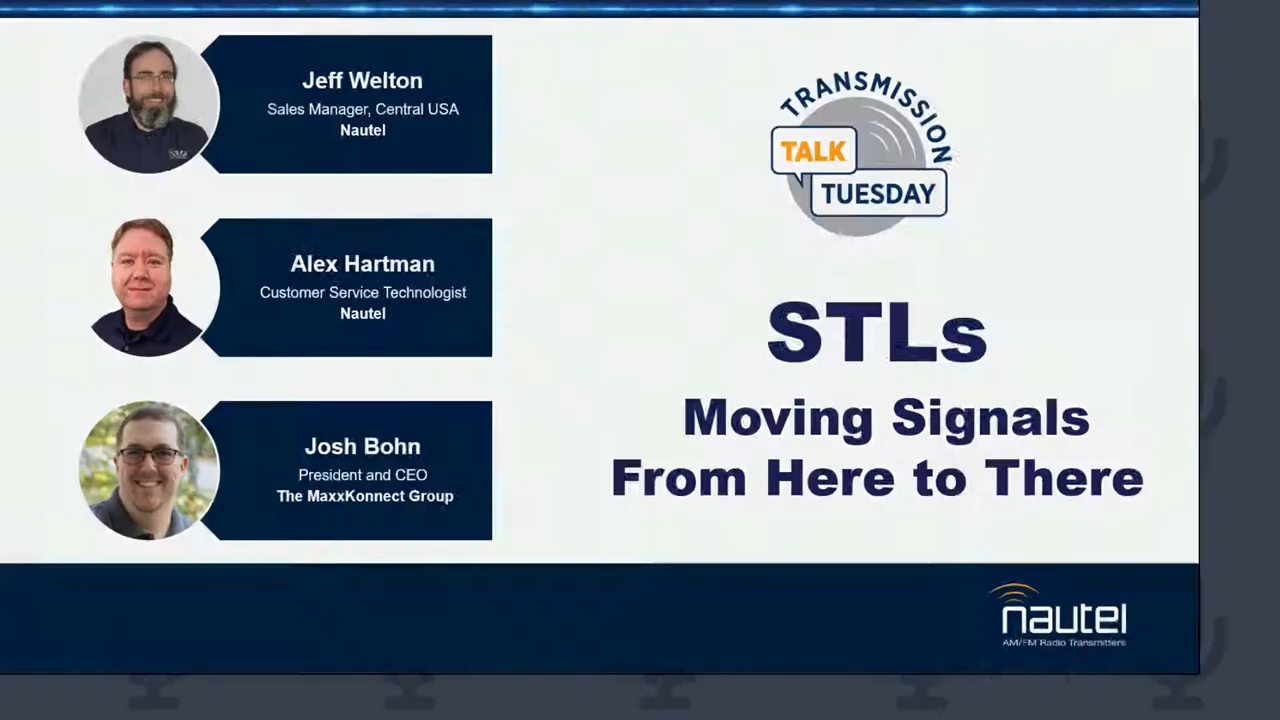 Jeff Welton
Sales Manager, Central USA
Nautel
Alex Hartman
Customer Service Technologist
Nautel
Josh Bohn
President and CEO
The MaxxKonnect Group
TRANSMISSION
TALK
TUESDAY
STLs
Moving Signals
From Here to There
nautel
AM/FM Radio Transmitters